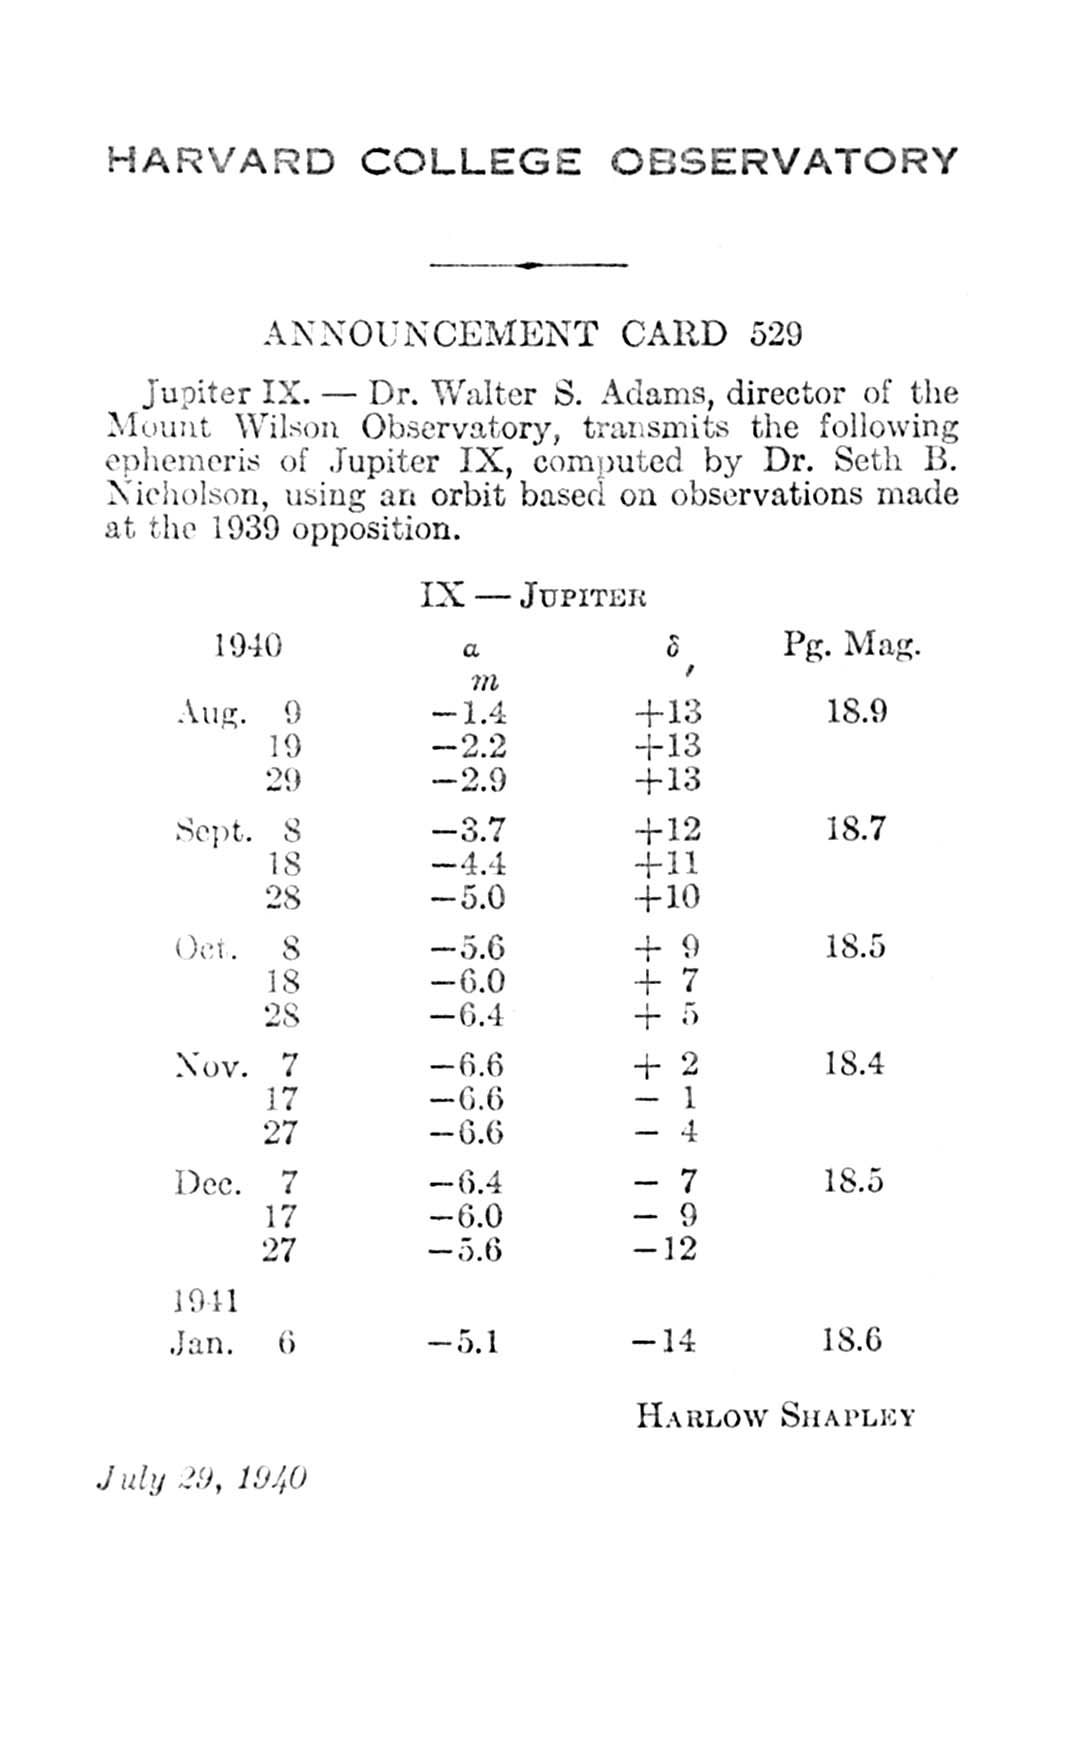 HARVARD COLLEGE OBSERVATORY
ANNOUNCEMENT CARD 529
Jupiter IX. — Dr. Walter S. Adams, director of the
Mount Wilson Observatory, transmits the following
ephemeris of Jupiter IX, computed by Dr. Seth B.
Nicholson, using an orbit based on observations made
at the 1939 opposition.
IX — JUPITER
1940 α δ Pg. Mag.
m ′
Aug. 9 −1.4 +13 18.9
19 −2.2 +13
29 −2.9 +13
Sept. 8 −3.7 +12 18.7
18 −4.4 +11
28 −5.0 +10
Oct. 8 −5.6 + 9 18.5
18 −6.0 + 7
28 −6.4 + 5
Nov. 7 −6.6 + 2 18.4
17 −6.6 − 1
27 −6.6 − 4
Dec. 7 −6.4 − 7 18.5
17 −6.0 − 9
27 −5.6 −12
1941
Jan. 6 −5.1 −14 18.6
HARLOW SHAPLEY
July 29, 1940